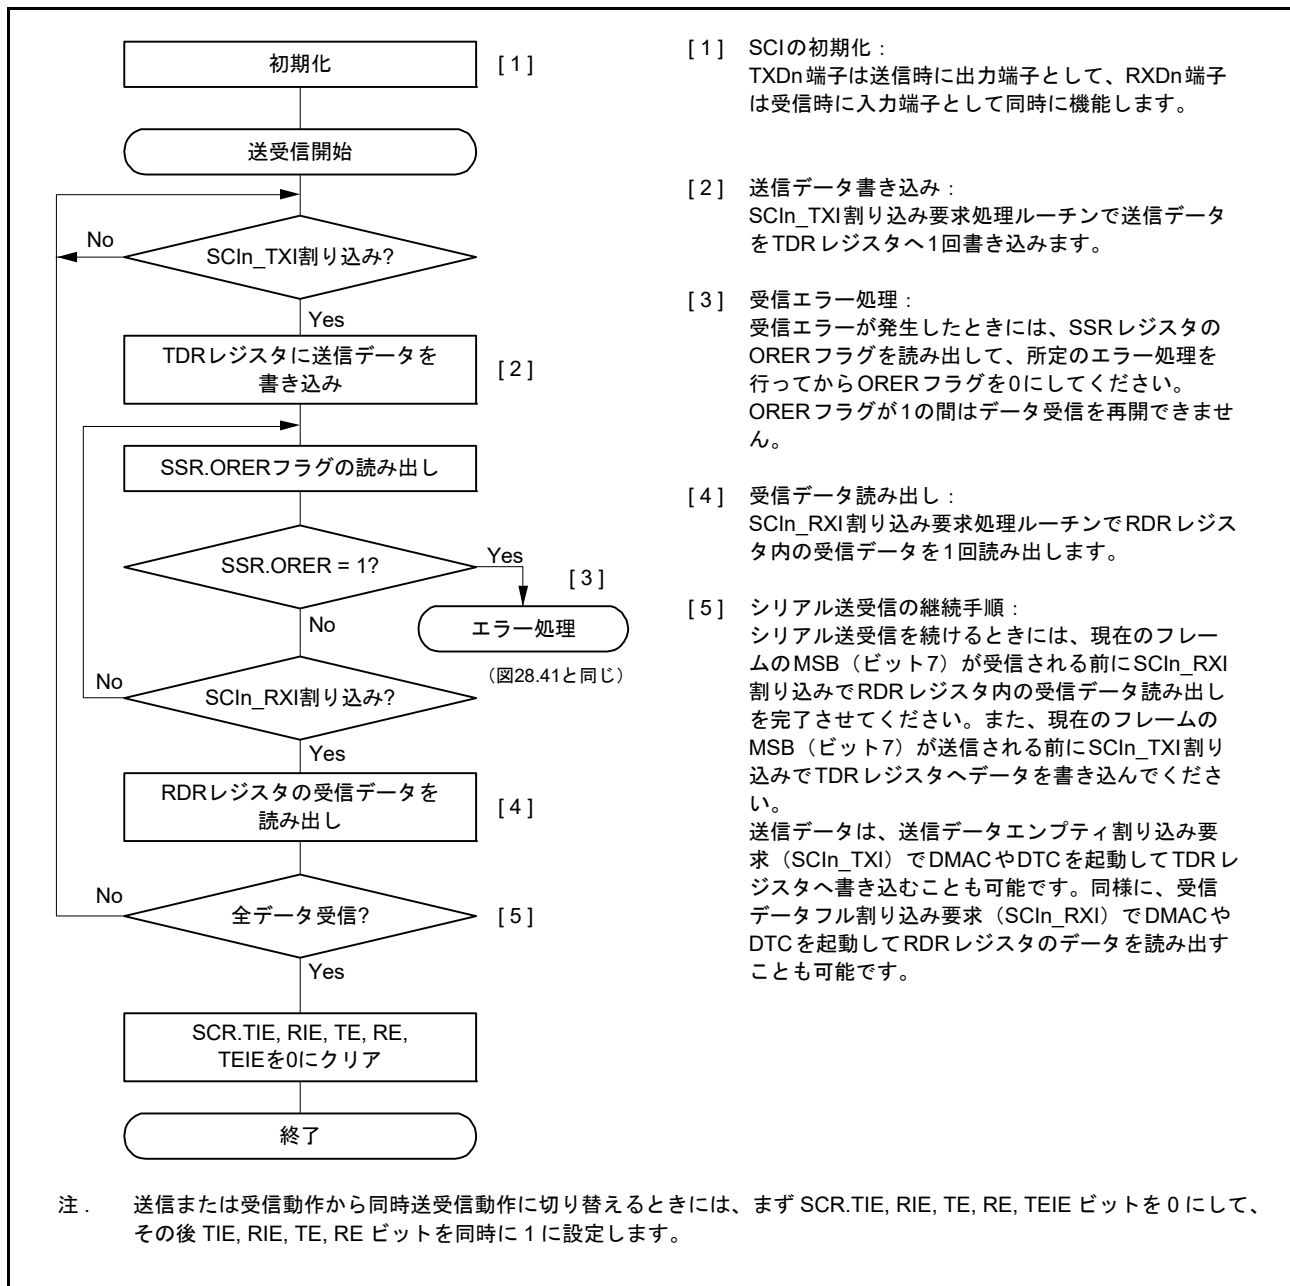 初期化
[ 1 ]
送受信開始
No
SCIn_TXI割り込み?
Yes
TDRレジスタに送信データを
書き込み
[ 2 ]
SSR.ORERフラグの読み出し
SSR.ORER = 1?
Yes
[ 3 ]
No
エラー処理
（図28.41と同じ）
No
SCIn_RXI割り込み?
Yes
RDRレジスタの受信データを
読み出し
[ 4 ]
No
全データ受信?
[ 5 ]
Yes
SCR.TIE, RIE, TE, RE,
TEIEを0にクリア
終了
[ 1 ] SCIの初期化：
TXDn端子は送信時に出力端子として、RXDn端子
は受信時に入力端子として同時に機能します。
[ 2 ] 送信データ書き込み：
SCIn_TXI割り込み要求処理ルーチンで送信データ
をTDRレジスタへ1回書き込みます。
[ 3 ] 受信エラー処理：
受信エラーが発生したときには、SSRレジスタの
ORERフラグを読み出して、所定のエラー処理を
行ってからORERフラグを0にしてください。
ORERフラグが1の間はデータ受信を再開できませ
ん。
[ 4 ] 受信データ読み出し：
SCIn_RXI割り込み要求処理ルーチンでRDRレジス
タ内の受信データを1回読み出します。
[ 5 ] シリアル送受信の継続手順：
シリアル送受信を続けるときには、現在のフレー
ムのMSB（ビット7）が受信される前にSCIn_RXI
割り込みでRDRレジスタ内の受信データ読み出し
を完了させてください。また、現在のフレームの
MSB（ビット7）が送信される前にSCIn_TXI割り
込みでTDRレジスタへデータを書き込んでくださ
い。
送信データは、送信データエンプティ割り込み要
求（SCIn_TXI）でDMACやDTCを起動してTDRレ
ジスタへ書き込むことも可能です。同様に、受信
データフル割り込み要求（SCIn_RXI）でDMACや
DTCを起動してRDRレジスタのデータを読み出す
ことも可能です。
注． 送信または受信動作から同時送受信動作に切り替えるときには、まず SCR.TIE, RIE, TE, RE, TEIE ビットを 0 にして、
その後 TIE, RIE, TE, RE ビットを同時に 1 に設定します。